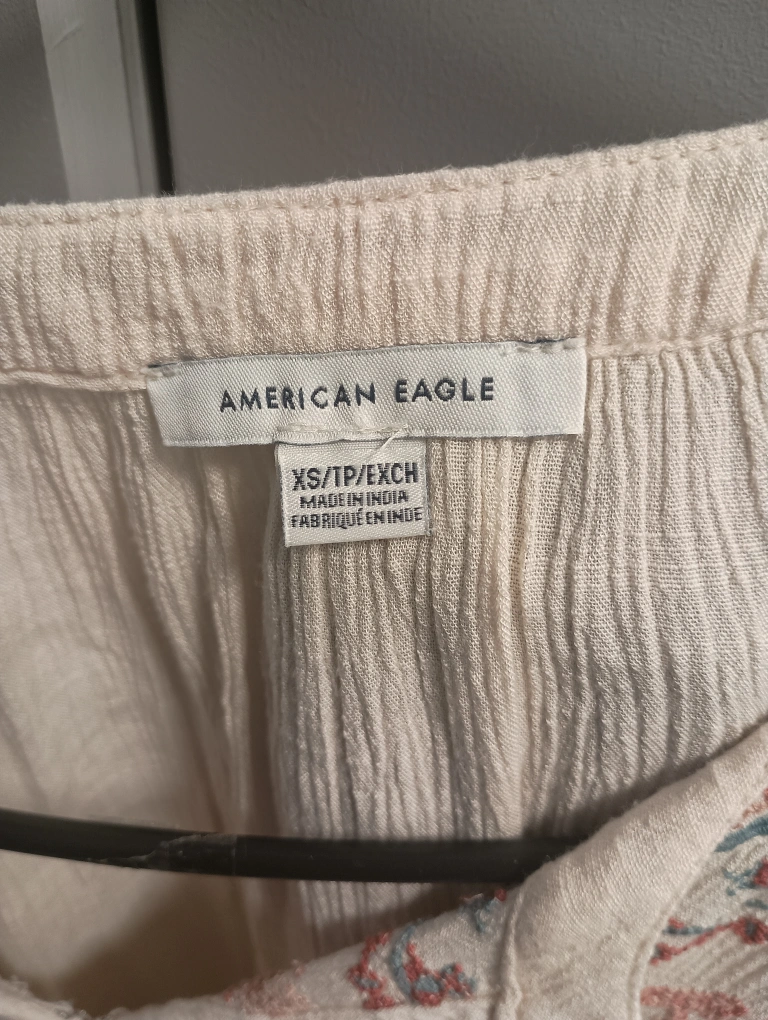 AMERICAN EAGLE
XS/TP/EXCH
MADE IN INDIA
FABRIQUÉ EN INDE